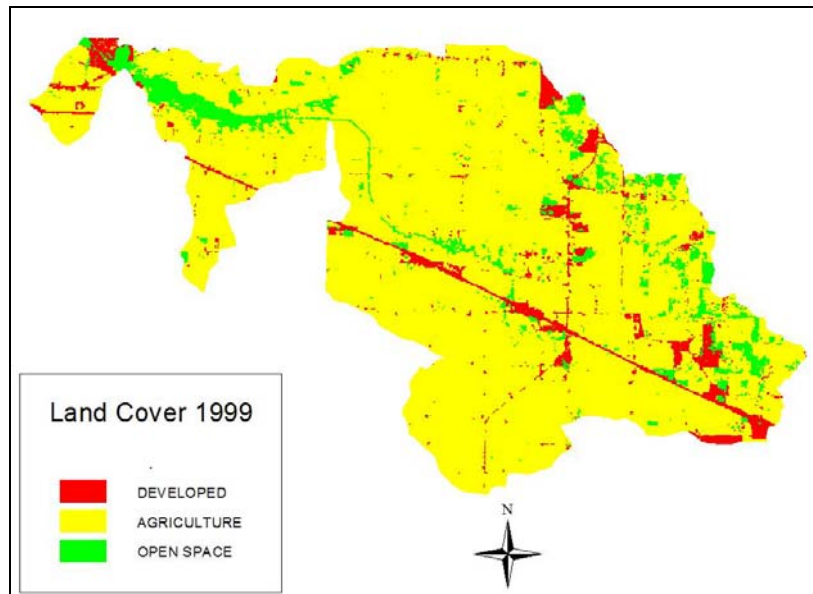 Land Cover 1999
DEVELOPED
AGRICULTURE
OPEN SPACE
N